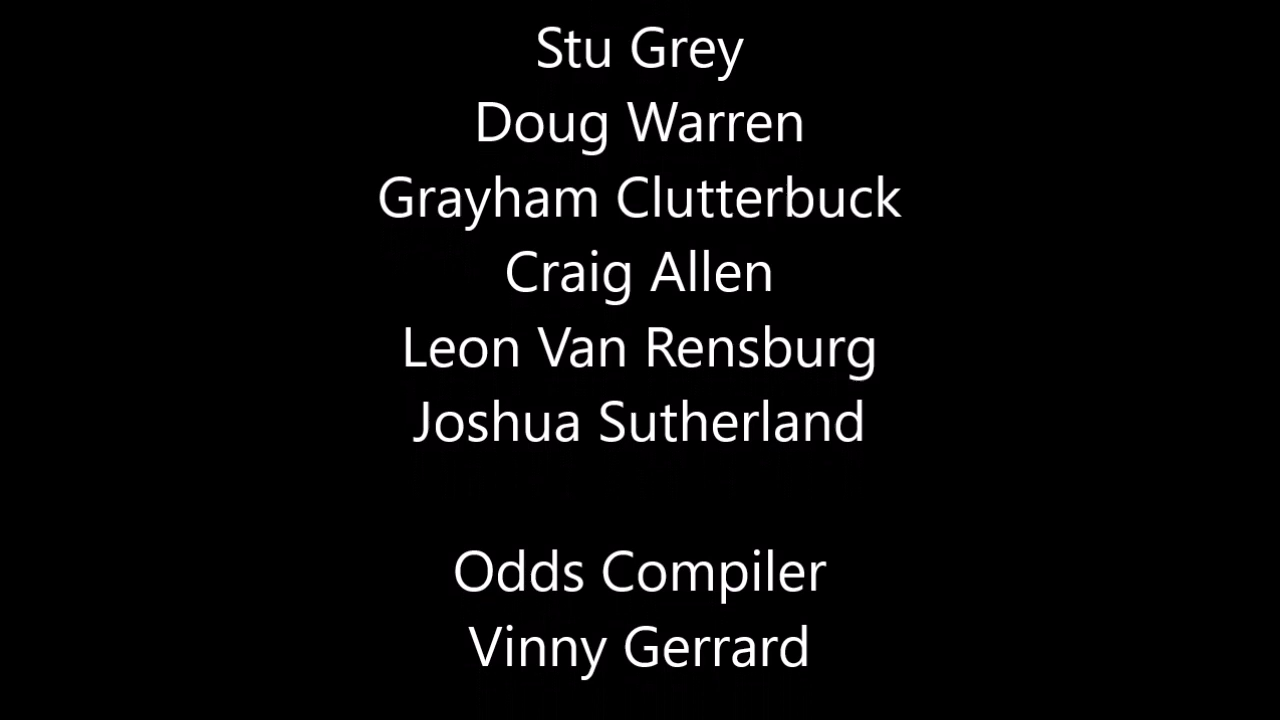 Stu Grey
Doug Warren
Grayham Clutterbuck
Craig Allen
Leon Van Rensburg
Joshua Sutherland
Odds Compiler
Vinny Gerrard